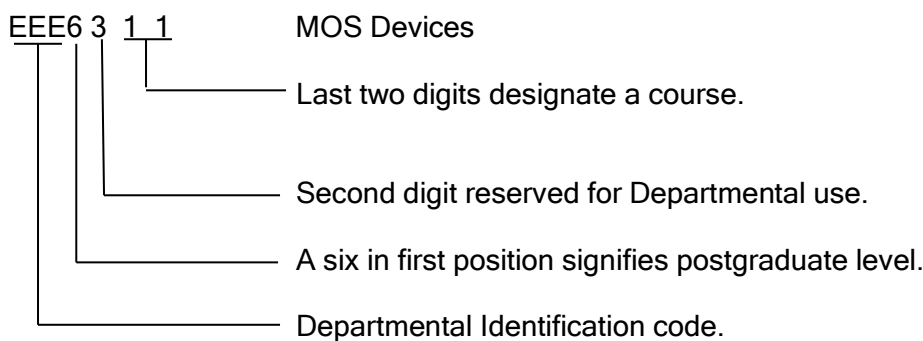 EEE6 3 1 1 MOS Devices
Last two digits designate a course.
Second digit reserved for Departmental use.
A six in first position signifies postgraduate level.
Departmental Identification code.